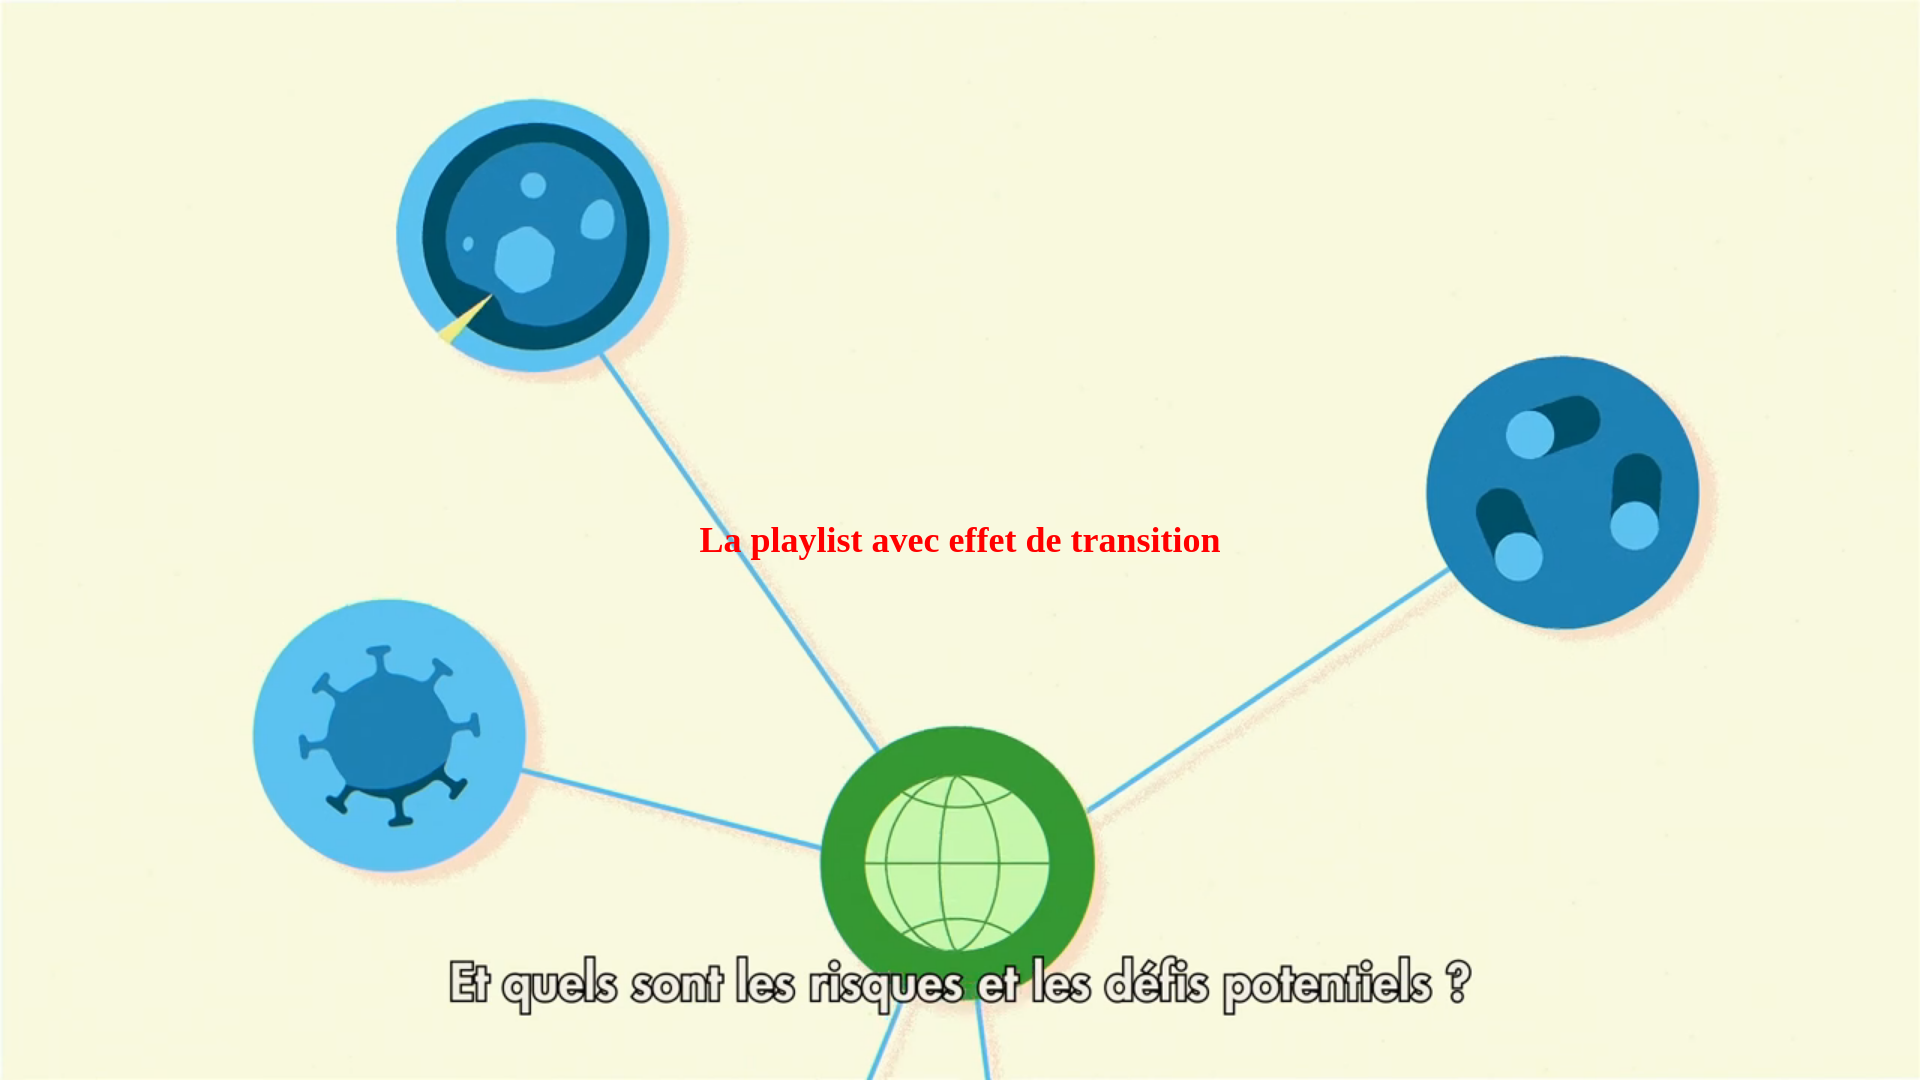 La playlist avec effet de transition
Et quels sont les risques et les défis potentiels ?